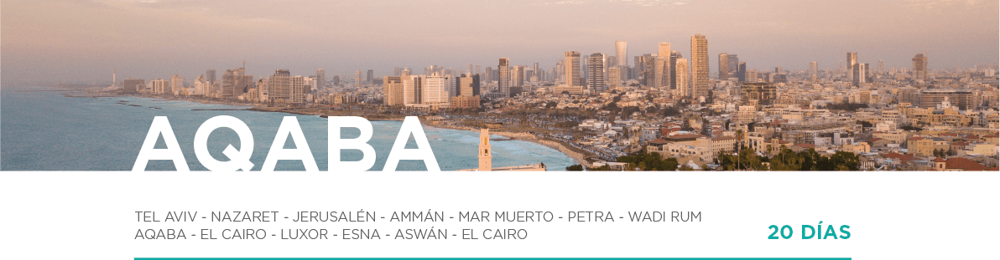 AQABA
TEL AVIV - NAZARET - JERUSALÉN - AMMÁN - MAR MUERTO - PETRA - WADI RUM
AQABA - EL CAIRO - LUXOR - ESNA - ASWÁN - EL CAIRO
20 DÍAS